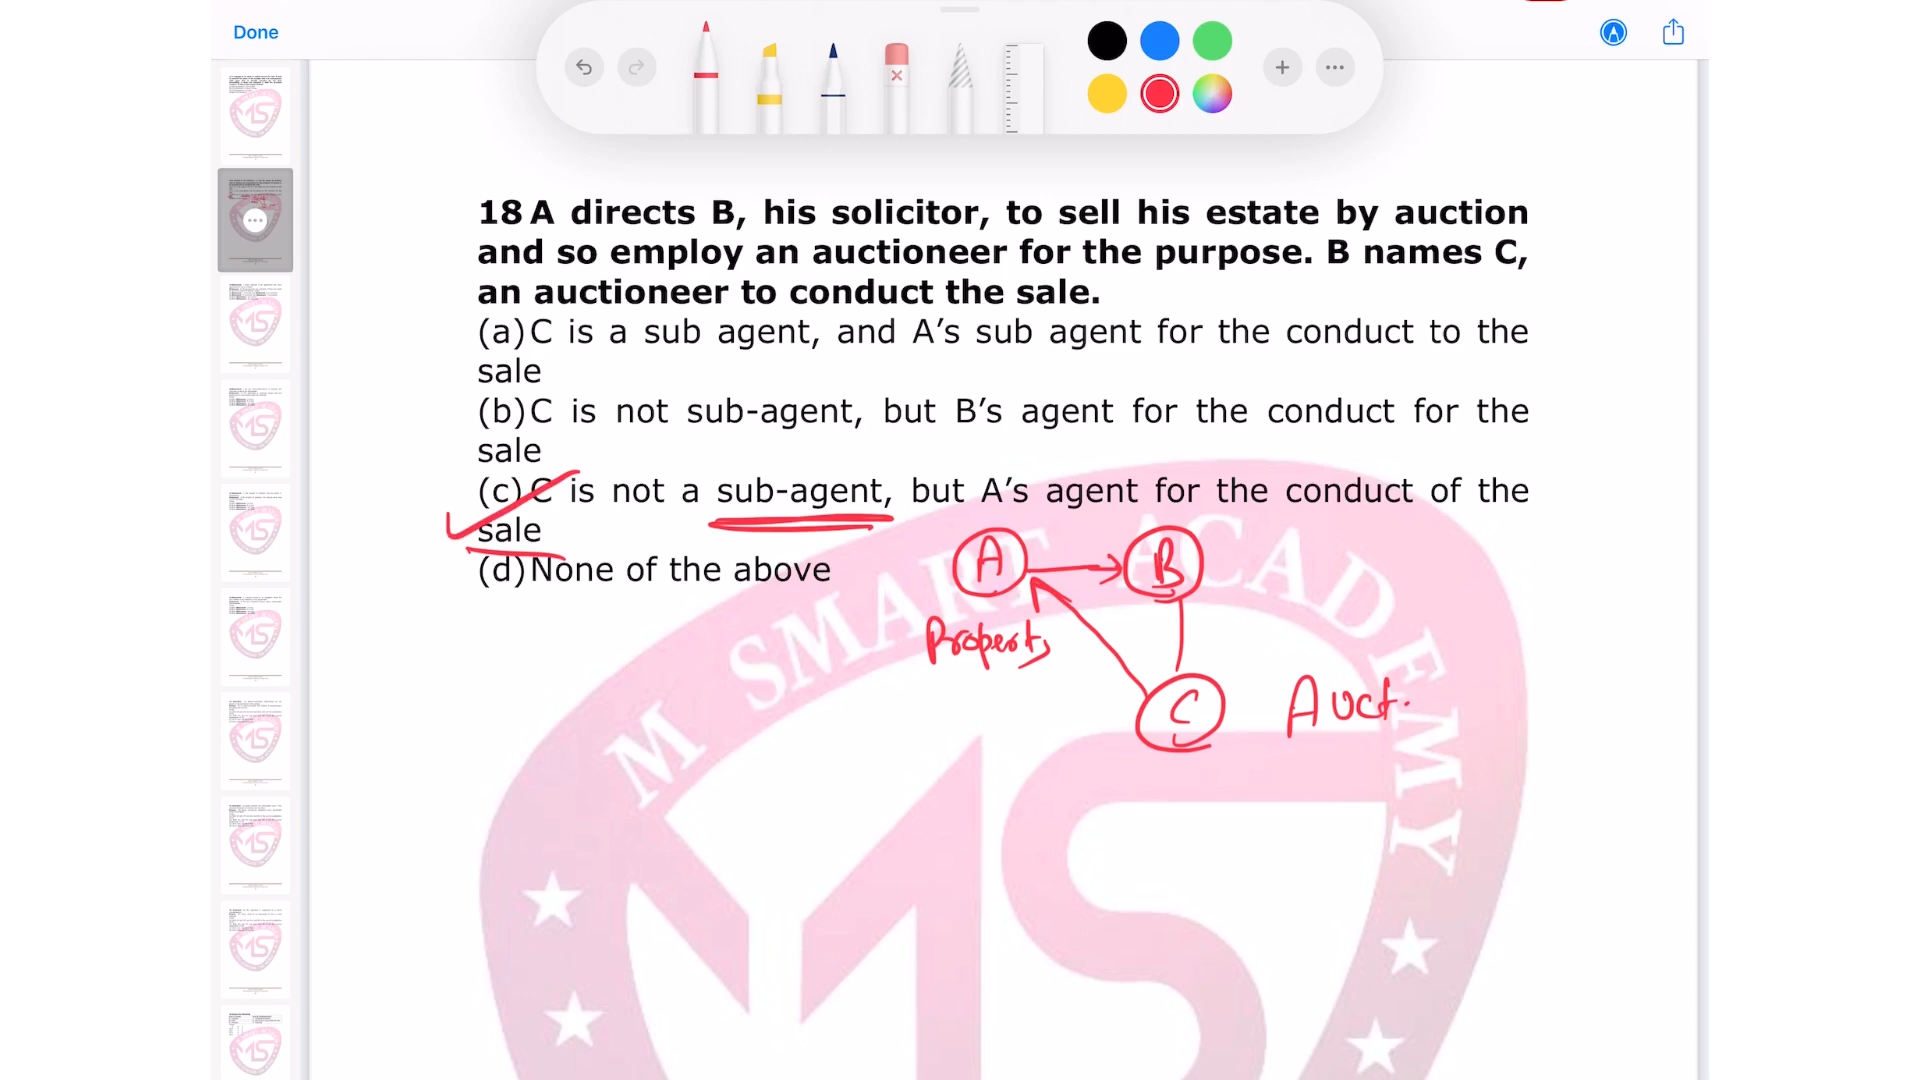 Done
18 A directs B, his solicitor, to sell his estate by auction
and so employ an auctioneer for the purpose. B names C,
an auctioneer to conduct the sale.
(a) C is a sub agent, and A’s sub agent for the conduct to the
sale
(b) C is not sub-agent, but B’s agent for the conduct for the
sale
(c) C is not a sub-agent, but A’s agent for the conduct of the
sale
(d) None of the above
A B
Property
C Auct.
M SMART ACADEMY
MS